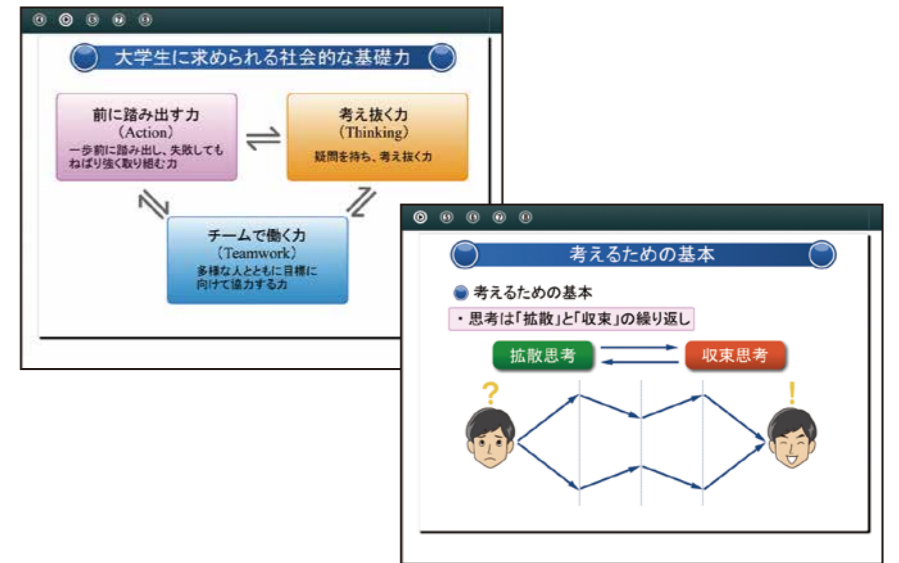 大学生に求められる社会的な基礎力
前に踏み出す力
（Action）
一歩前に踏み出し、失敗しても
ねばり強く取り組む力
考え抜く力
（Thinking）
疑問を持ち、考え抜く力
チームで働く力
（Teamwork）
多様な人とともに目標に
向けて協力する力
考えるための基本
考えるための基本
・思考は「拡散」と「収束」の繰り返し
拡散思考
収束思考
?
!